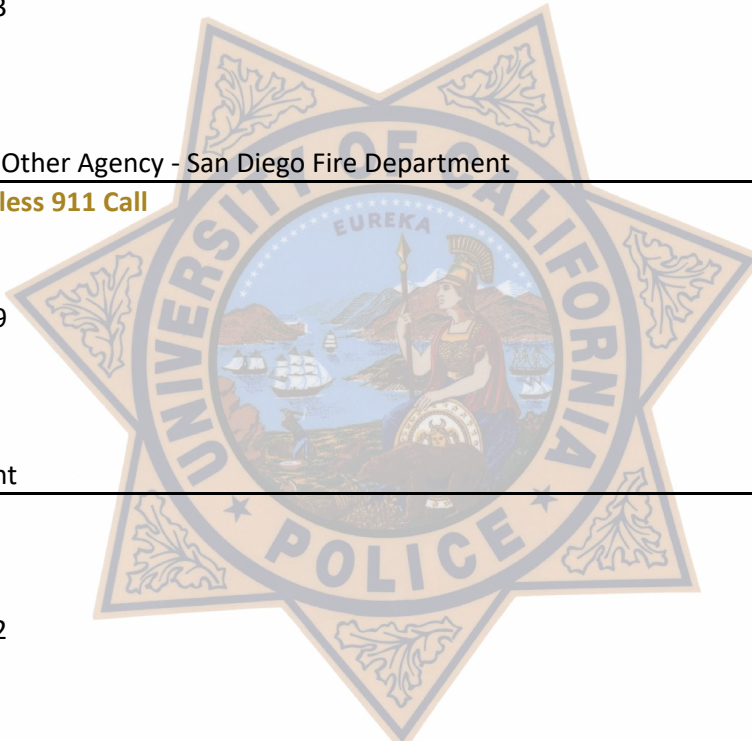 3
Other Agency - San Diego Fire Department
less 911 Call
9
nt
2
UNIVERSITY OF CALIFORNIA
EUREKA
★ POLICE ★